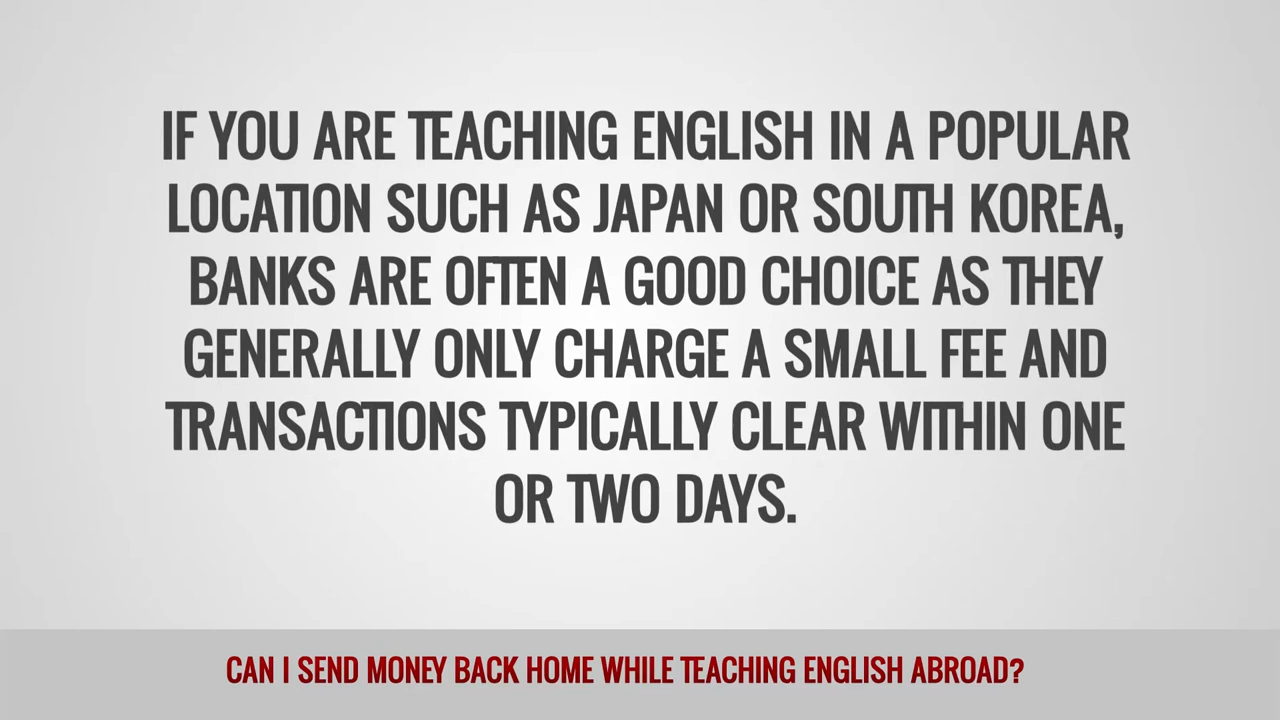 IF YOU ARE TEACHING ENGLISH IN A POPULAR
LOCATION SUCH AS JAPAN OR SOUTH KOREA,
BANKS ARE OFTEN A GOOD CHOICE AS THEY
GENERALLY ONLY CHARGE A SMALL FEE AND
TRANSACTIONS TYPICALLY CLEAR WITHIN ONE
OR TWO DAYS.
CAN I SEND MONEY BACK HOME WHILE TEACHING ENGLISH ABROAD?